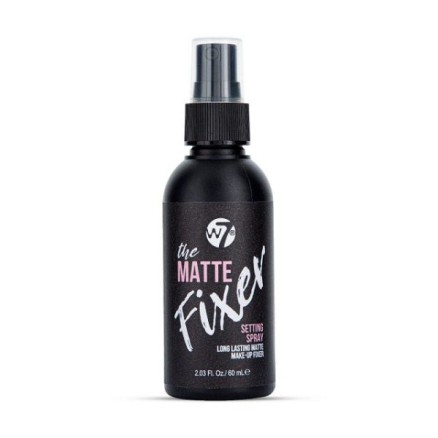 W7
the
MATTE
Fixer
SETTING
SPRAY
LONG LASTING MATTE
MAKE-UP FIXER
2.03 Fl. Oz./ 60 mL ℮